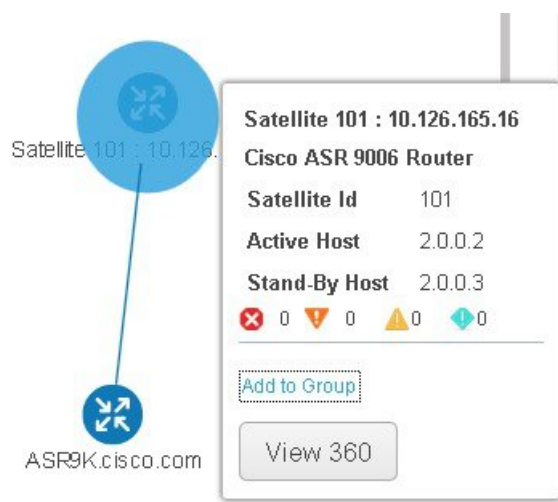 Satellite 101 : 10.126.
ASR9K.cisco.com
Satellite 101 : 10.126.165.16
Cisco ASR 9006 Router
Satellite Id 101
Active Host 2.0.0.2
Stand-By Host 2.0.0.3
0 0 0 0
Add to Group
View 360